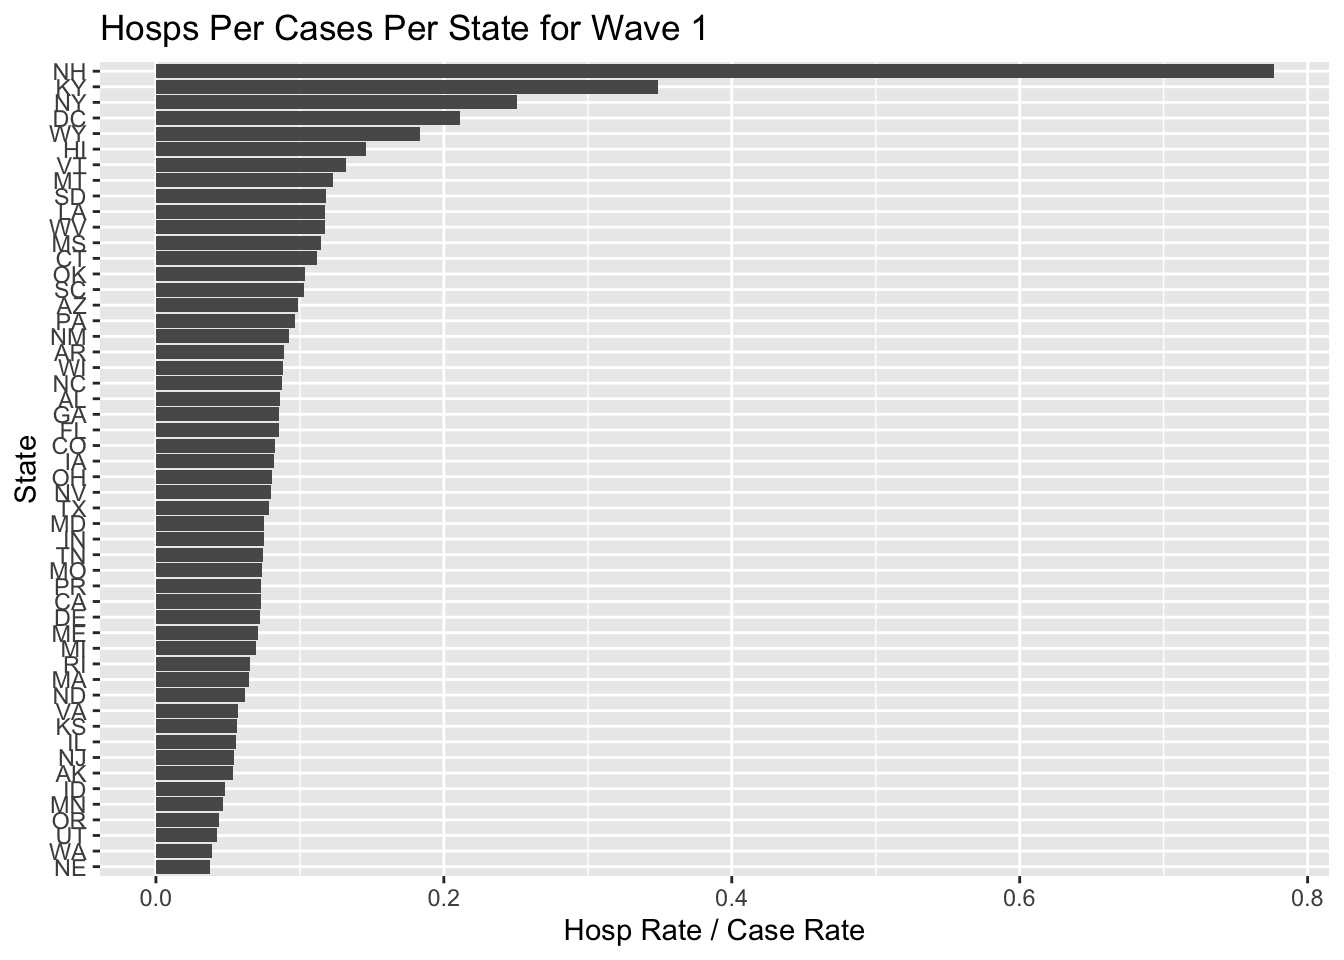 Hosps Per Cases Per State for Wave 1
NH
KY
NY
DC
WY
HI
VT
MT
SD
LA
WV
MS
CT
OK
SC
AZ
PA
NM
AR
WI
NC
AL
GA
FL
CO
IA
OH
NV
TX
MD
IN
TN
MO
PR
CA
DE
ME
MI
RI
MA
ND
VA
KS
IL
NJ
AK
ID
MN
OR
UT
WA
NE
State
0.0 0.2 0.4 0.6 0.8
Hosp Rate / Case Rate